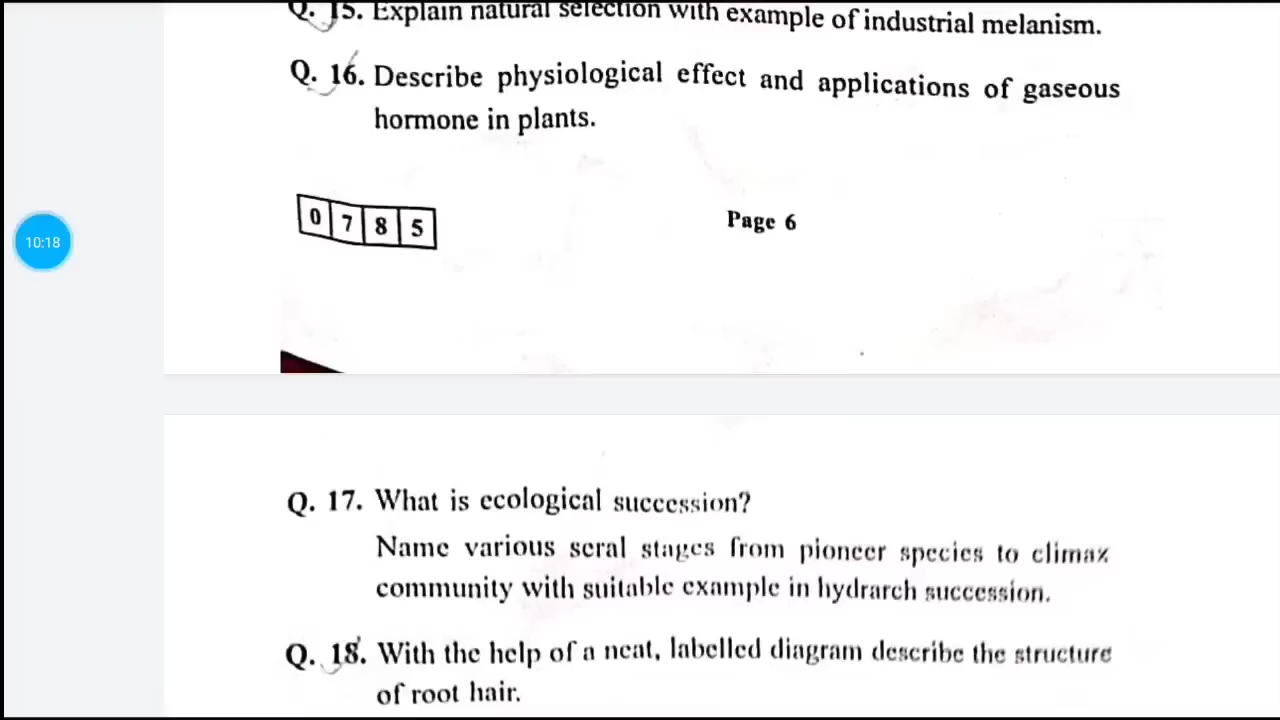 Q. 15. Explain natural selection with example of industrial melanism.
Q. 16. Describe physiological effect and applications of gaseous
hormone in plants.
0 7 8 5
Page 6
10:18
Q. 17. What is ecological succession?
Name various seral stages from pioneer species to climax
community with suitable example in hydrarch succession.
Q. 18. With the help of a neat, labelled diagram describe the structure
of root hair.